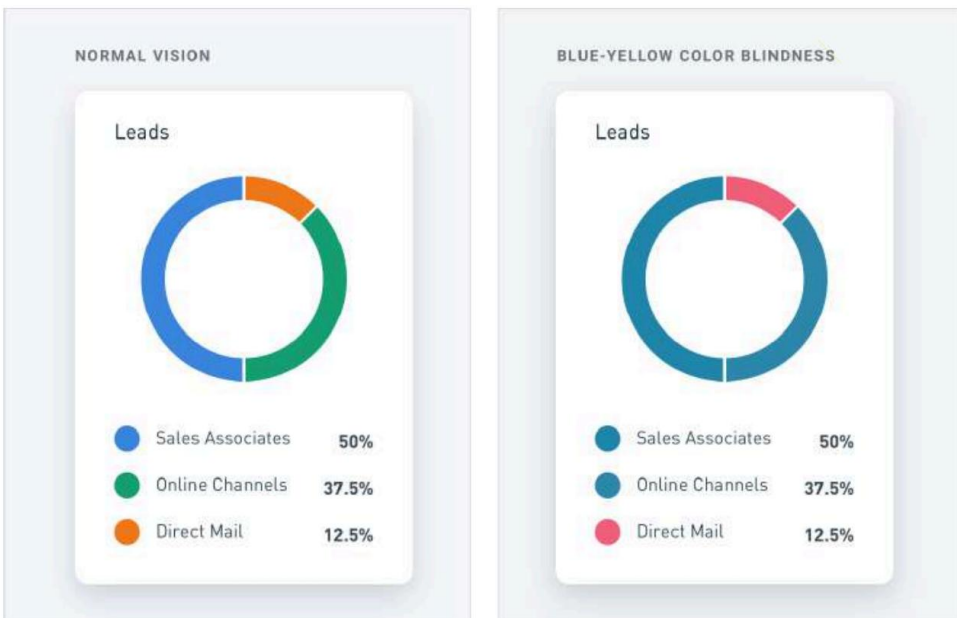 NORMAL VISION
Leads
Sales Associates 50%
Online Channels 37.5%
Direct Mail 12.5%
BLUE-YELLOW COLOR BLINDNESS
Leads
Sales Associates 50%
Online Channels 37.5%
Direct Mail 12.5%